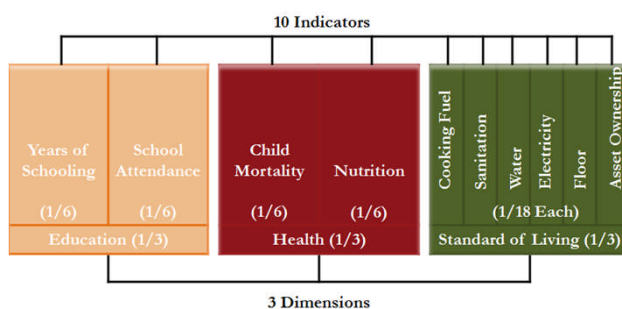 10 Indicators
Years of
Schooling
(1/6)
School
Attendance
(1/6)
Education (1/3)
Child
Mortality
(1/6)
Nutrition
(1/6)
Health (1/3)
Cooking Fuel
Sanitation
Water
Electricity
Floor
Asset Ownership
(1/18 Each)
Standard of Living (1/3)
3 Dimensions